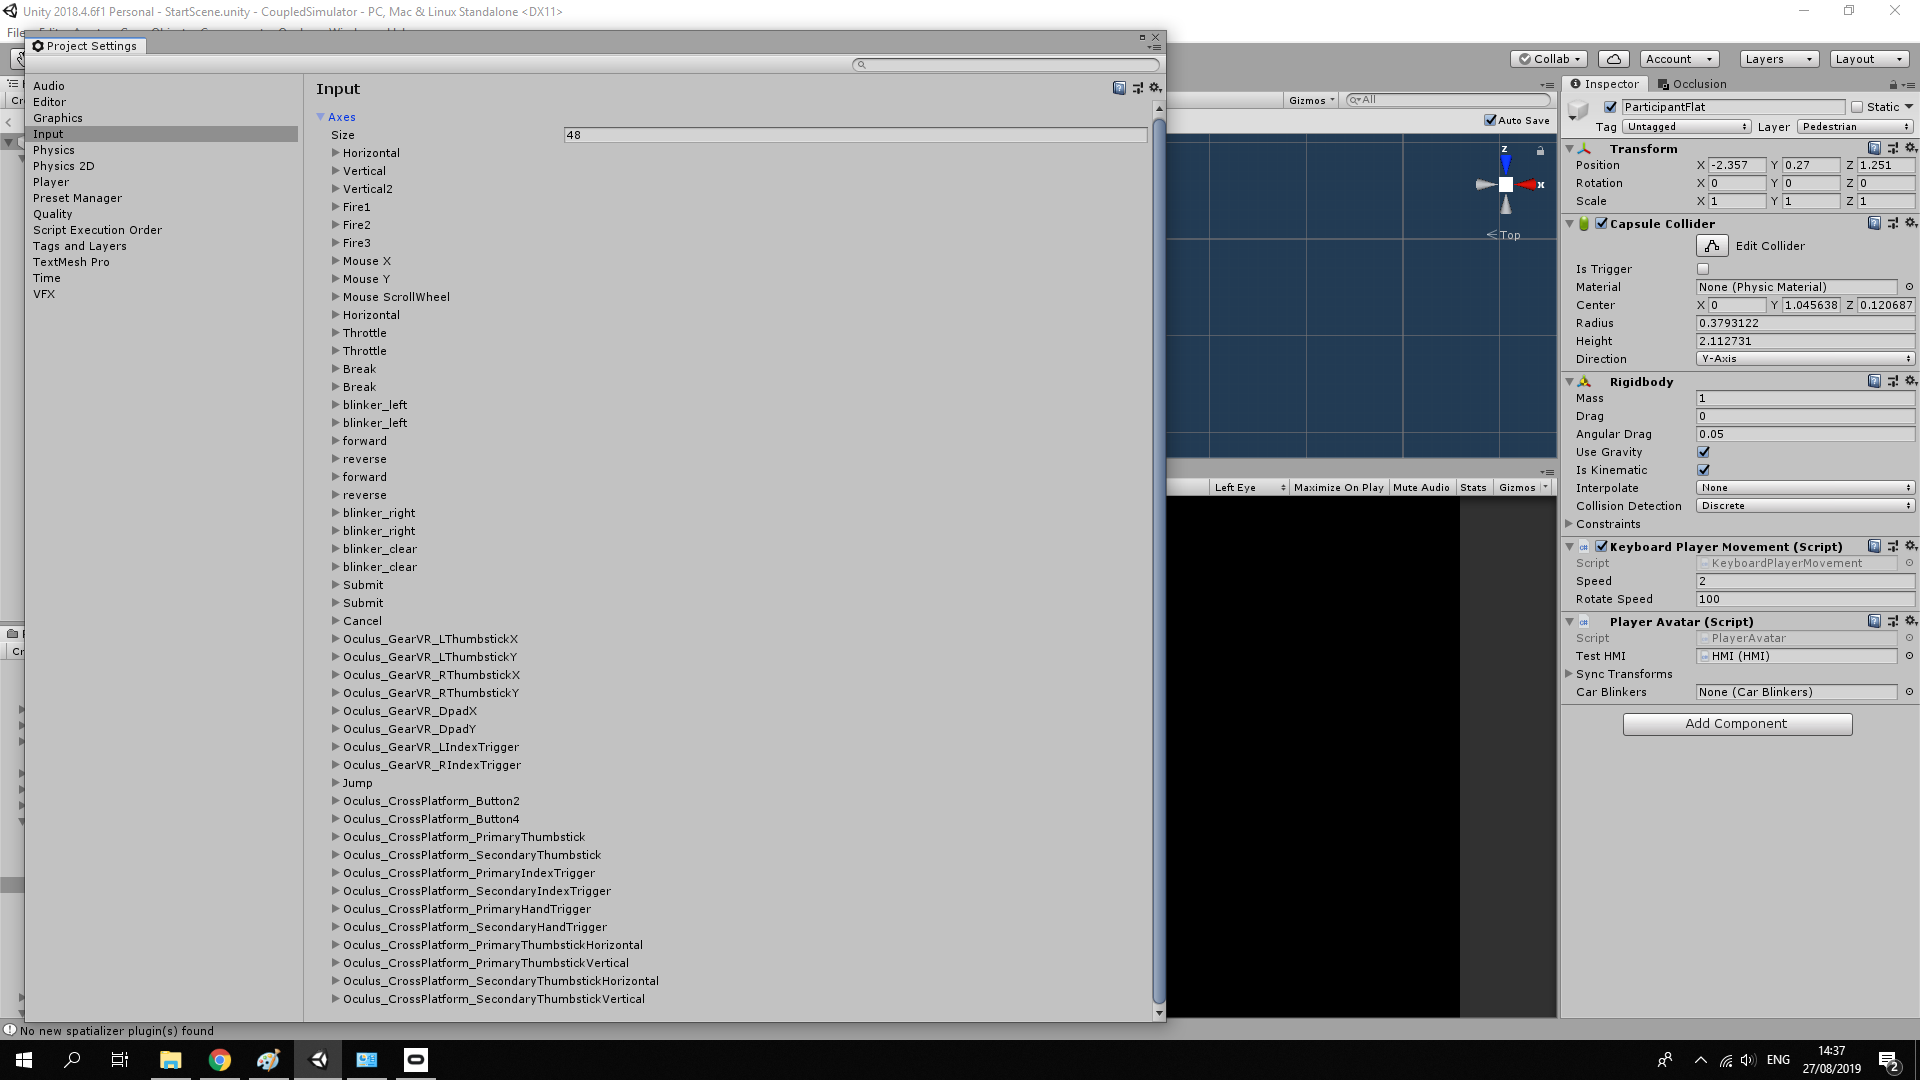 Unity 2018.4.6f1 Personal - StartScene.unity - CoupledSimulator - PC, Mac & Linux Standalone <DX11>
Project Settings
Collab
Account
Layers
Layout
Audio
Editor
Graphics
Input
Physics
Physics 2D
Player
Preset Manager
Quality
Script Execution Order
Tags and Layers
TextMesh Pro
Time
VFX
Input
Axes
Size 48
Horizontal
Vertical
Vertical2
Fire1
Fire2
Fire3
Mouse X
Mouse Y
Mouse ScrollWheel
Horizontal
Throttle
Throttle
Break
Break
blinker_left
blinker_left
forward
reverse
forward
reverse
blinker_right
blinker_right
blinker_clear
blinker_clear
Submit
Submit
Cancel
Oculus_GearVR_LThumbstickX
Oculus_GearVR_LThumbstickY
Oculus_GearVR_RThumbstickX
Oculus_GearVR_RThumbstickY
Oculus_GearVR_DpadX
Oculus_GearVR_DpadY
Oculus_GearVR_LIndexTrigger
Oculus_GearVR_RIndexTrigger
Jump
Oculus_CrossPlatform_Button2
Oculus_CrossPlatform_Button4
Oculus_CrossPlatform_PrimaryThumbstick
Oculus_CrossPlatform_SecondaryThumbstick
Oculus_CrossPlatform_PrimaryIndexTrigger
Oculus_CrossPlatform_SecondaryIndexTrigger
Oculus_CrossPlatform_PrimaryHandTrigger
Oculus_CrossPlatform_SecondaryHandTrigger
Oculus_CrossPlatform_PrimaryThumbstickHorizontal
Oculus_CrossPlatform_PrimaryThumbstickVertical
Oculus_CrossPlatform_SecondaryThumbstickHorizontal
Oculus_CrossPlatform_SecondaryThumbstickVertical
Gizmos All
Auto Save
z
x
Top
Left Eye Maximize On Play Mute Audio Stats Gizmos
Inspector Occlusion
ParticipantFlat Static
Tag Untagged Layer Pedestrian
Transform
Position X -2.357 Y 0.27 Z 1.251
Rotation X 0 Y 0 Z 0
Scale X 1 Y 1 Z 1
Capsule Collider
Edit Collider
Is Trigger
Material None (Physic Material)
Center X 0 Y 1.045638 Z 0.120687
Radius 0.3793122
Height 2.112731
Direction Y-Axis
Rigidbody
Mass 1
Drag 0
Angular Drag 0.05
Use Gravity
Is Kinematic
Interpolate None
Collision Detection Discrete
Constraints
Keyboard Player Movement (Script)
Script KeyboardPlayerMovement
Speed 2
Rotate Speed 100
Player Avatar (Script)
Script PlayerAvatar
Test HMI HMI (HMI)
Sync Transforms
Car Blinkers None (Car Blinkers)
Add Component
No new spatializer plugin(s) found
ENG
14:37
27/08/2019
2